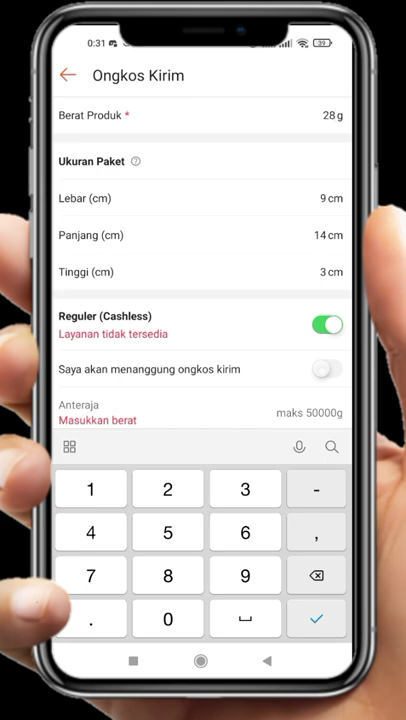 0:31
39
Ongkos Kirim
Berat Produk * 28 g
Ukuran Paket ?
Lebar (cm) 9 cm
Panjang (cm) 14 cm
Tinggi (cm) 3 cm
Reguler (Cashless)
Layanan tidak tersedia
Saya akan menanggung ongkos kirim
Anteraja maks 50000g
Masukkan berat
1 2 3 -
4 5 6 ,
7 8 9
. 0